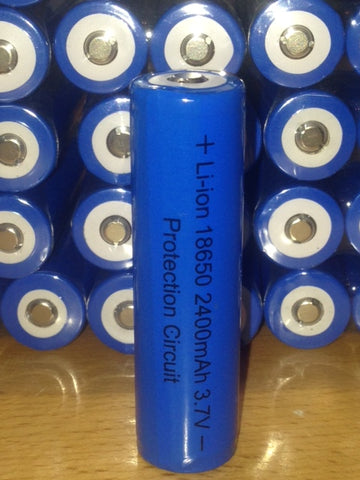 + Li-ion 18650 2400mAh 3.7V –
Protection Circuit